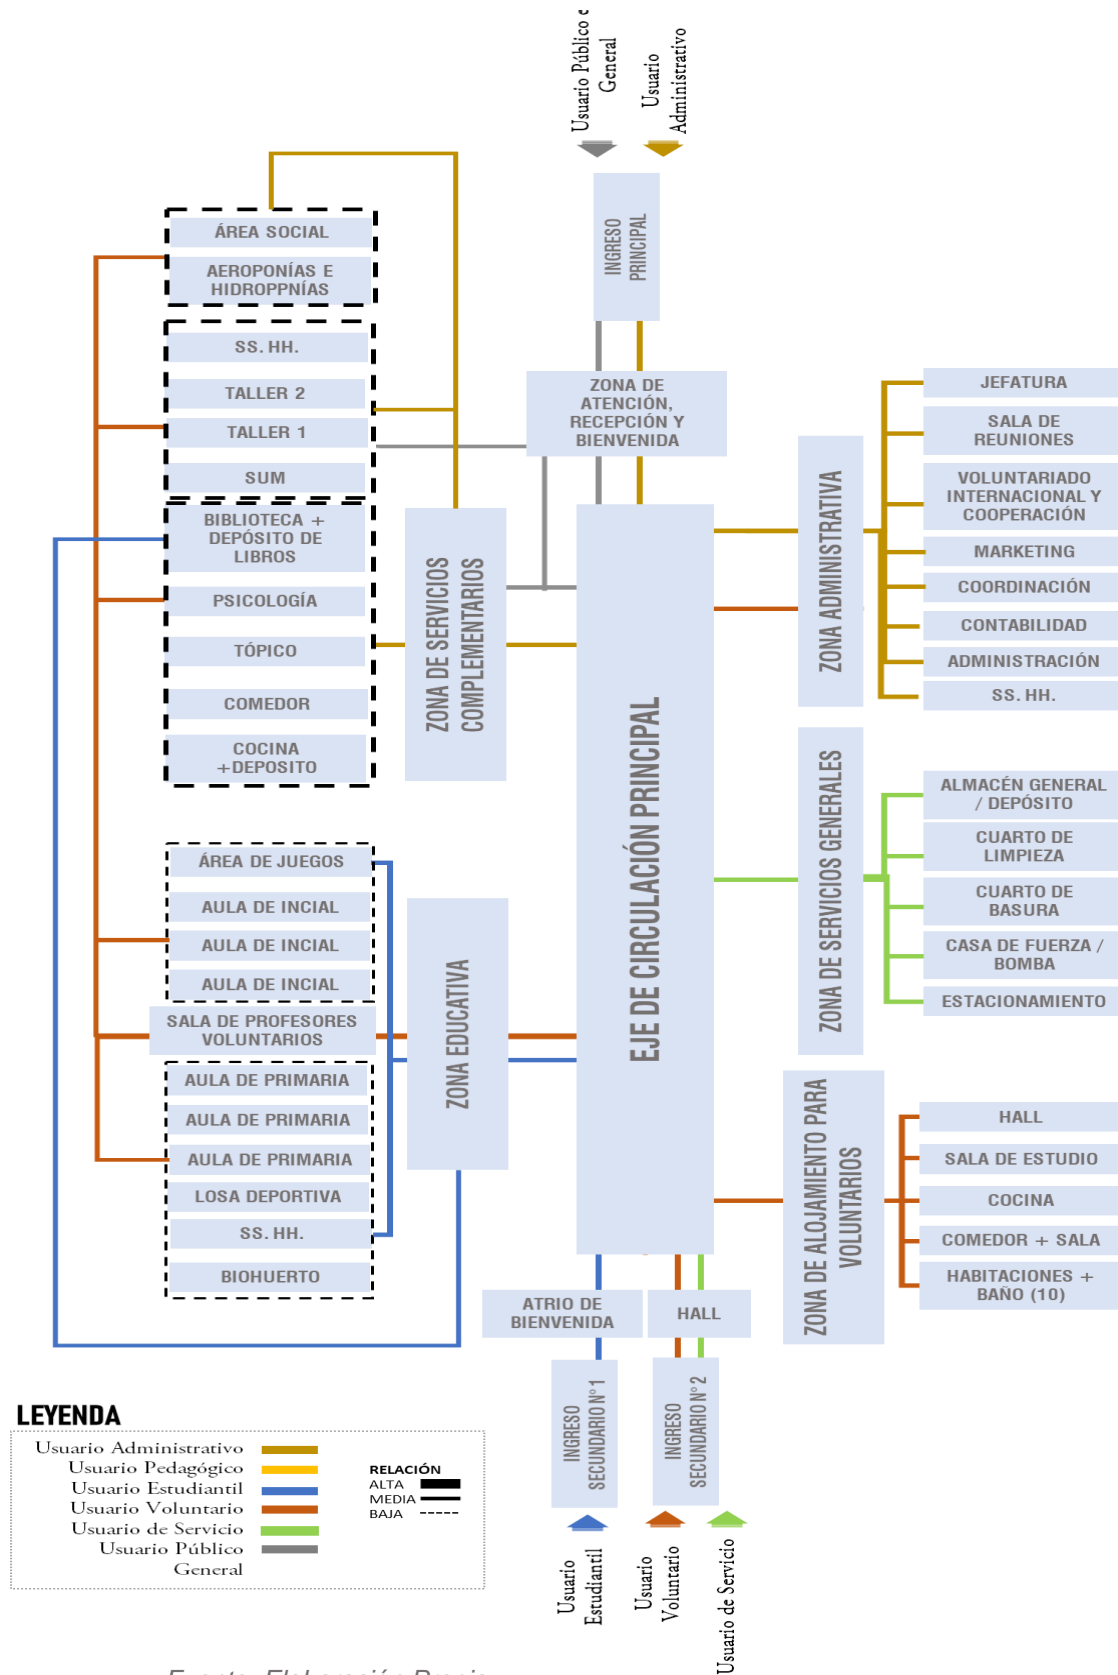 Usuario Público e
General
Usuario
Administrativo
INGRESO
PRINCIPAL
ZONA DE
ATENCIÓN,
RECEPCIÓN Y
BIENVENIDA
ÁREA SOCIAL
AEROPONÍAS E
HIDROPPNÍAS
SS. HH.
TALLER 2
TALLER 1
SUM
BIBLIOTECA +
DEPÓSITO DE
LIBROS
PSICOLOGÍA
TÓPICO
COMEDOR
COCINA
+DEPOSITO
ZONA DE SERVICIOS
COMPLEMENTARIOS
EJE DE CIRCULACIÓN PRINCIPAL
ZONA ADMINISTRATIVA
JEFATURA
SALA DE
REUNIONES
VOLUNTARIADO
INTERNACIONAL Y
COOPERACIÓN
MARKETING
COORDINACIÓN
CONTABILIDAD
ADMINISTRACIÓN
SS. HH.
ZONA DE SERVICIOS GENERALES
ALMACÉN GENERAL
/ DEPÓSITO
CUARTO DE
LIMPIEZA
CUARTO DE
BASURA
CASA DE FUERZA /
BOMBA
ESTACIONAMIENTO
ÁREA DE JUEGOS
AULA DE INCIAL
AULA DE INCIAL
AULA DE INCIAL
SALA DE PROFESORES
VOLUNTARIOS
AULA DE PRIMARIA
AULA DE PRIMARIA
AULA DE PRIMARIA
LOSA DEPORTIVA
SS. HH.
BIOHUERTO
ZONA EDUCATIVA
ZONA DE ALOJAMIENTO PARA
VOLUNTARIOS
HALL
SALA DE ESTUDIO
COCINA
COMEDOR + SALA
HABITACIONES +
BAÑO (10)
ATRIO DE
BIENVENIDA
HALL
INGRESO
SECUNDARIO N°1
INGRESO
SECUNDARIO N°2
Usuario
Estudiantil
Usuario
Voluntario
Usuario de Servicio
LEYENDA
Usuario Administrativo
Usuario Pedagógico
Usuario Estudiantil
Usuario Voluntario
Usuario de Servicio
Usuario Público
General
RELACIÓN
ALTA
MEDIA
BAJA
Fuente: Elaboración Propia